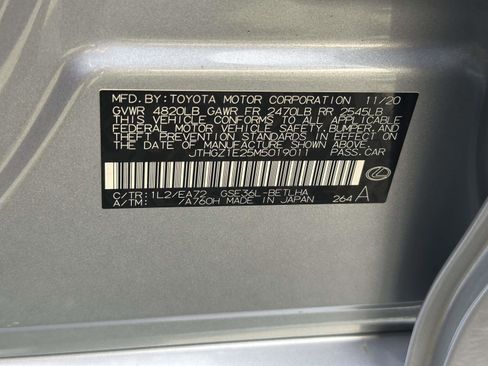 MFD.BY:TOYOTA MOTOR CORPORATION 11/20
GVWR 4820LB GAWR FR 2470LB RR 2545LB
THIS VEHICLE CONFORMS TO ALL APPLICABLE
FEDERAL MOTOR VEHICLE SAFETY,BUMPER,AND
THEFT PREVENTION STANDARDS IN EFFECT ON
THE DATE OF MANUFACTURE SHOWN ABOVE.
JTHGZ1E25M5019011 PASS.CAR
C/TR:1L2/EA72 GSE36L-BETLHA
A/TM: /A760H MADE IN JAPAN 264 A